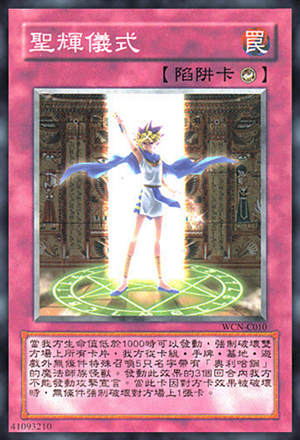 聖輝儀式
罠
【陷阱卡】
WCN-C010
當我方生命值低於1000時可以發動，強制破壞雙
方場上所有卡片，我方從卡組·手牌·墓地·遊
戲外無條件特殊召喚5只名字帶有「奧利哈鋼」
的魔法師族怪獸。發動此效果的3個回合內我方
不能發動攻擊宣言。當此卡因對方卡效果被破壞
時，無條件強制破壞對方場上1張卡。
41093210